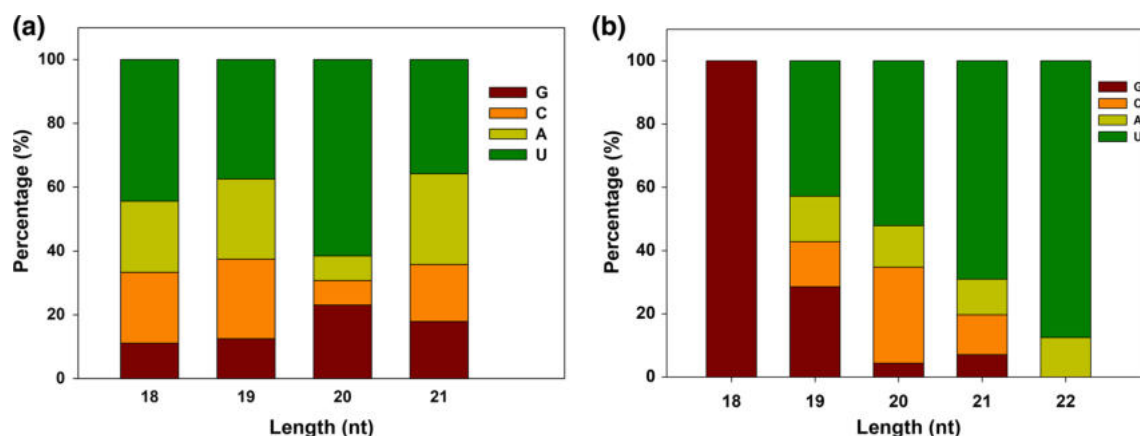 (a)
Percentage (%)
100
80
60
40
20
0
18 19 20 21
Length (nt)
G
C
A
U
(b)
Percentage (%)
100
80
60
40
20
0
18 19 20 21 22
Length (nt)
G
C
A
U